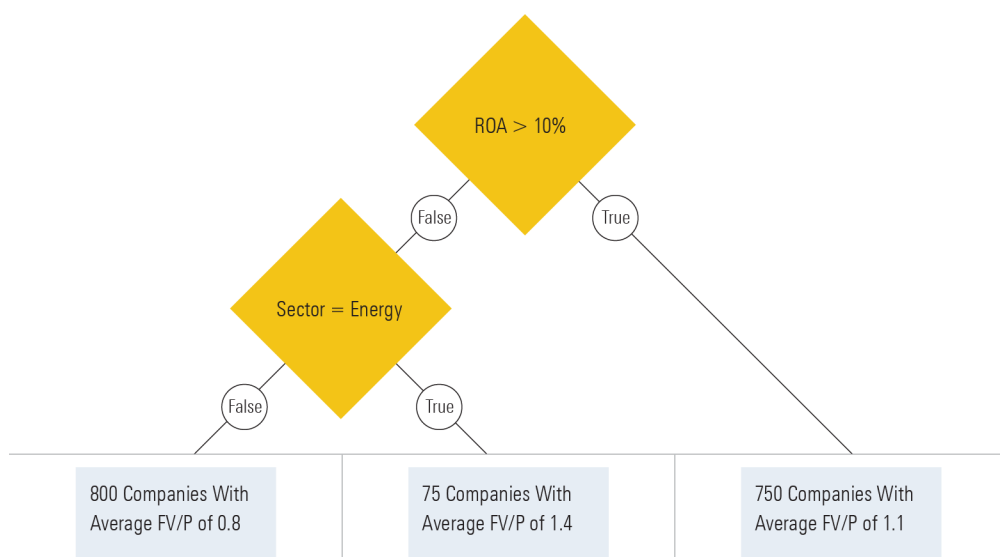 ROA > 10%
False
True
Sector = Energy
False
True
800 Companies With
Average FV/P of 0.8
75 Companies With
Average FV/P of 1.4
750 Companies With
Average FV/P of 1.1